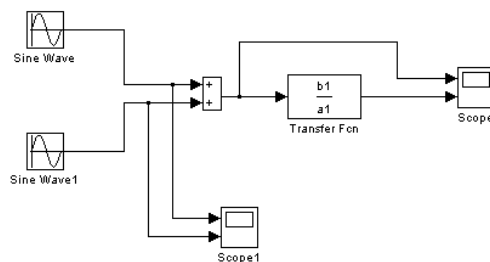 Sine Wave
+
+
b1
a1
Transfer Fcn
Scope
Sine Wave1
Scope1